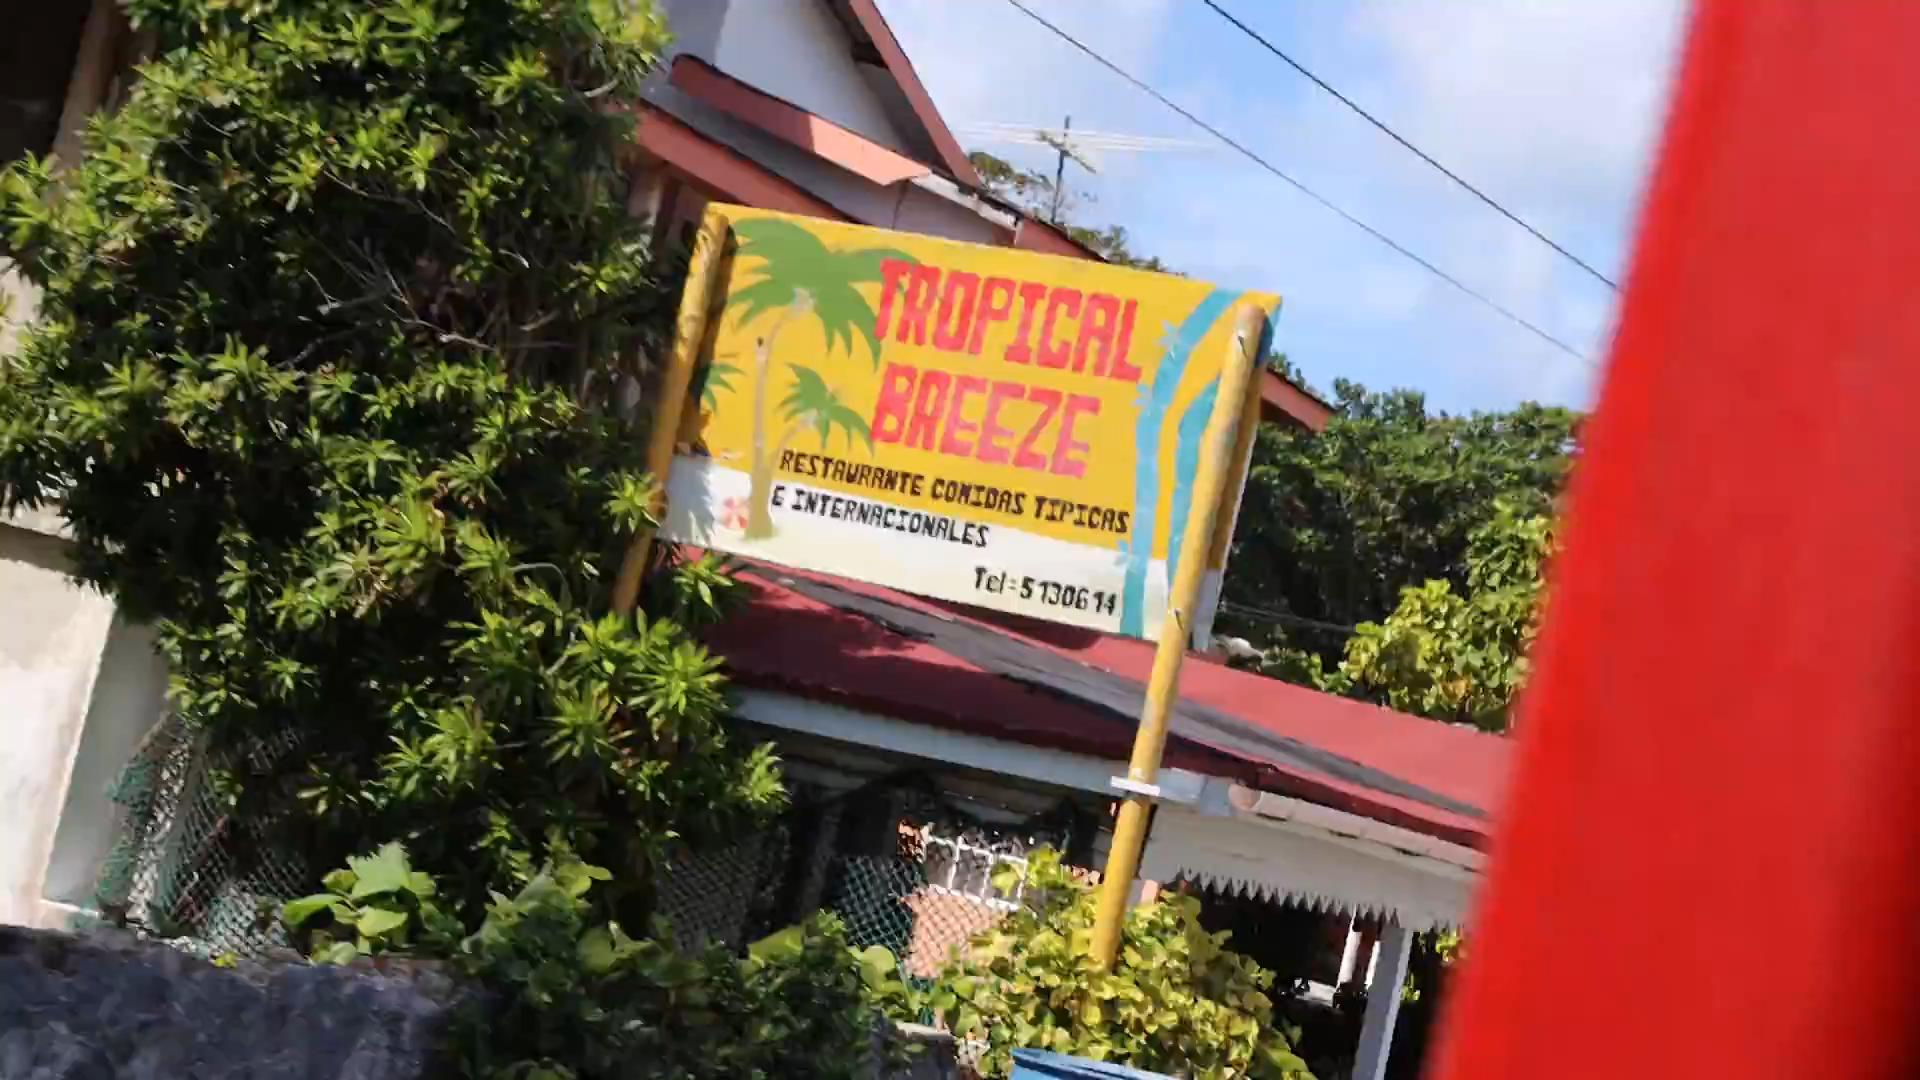 TROPICAL
BREEZE
RESTAURANTE COMIDAS TIPICAS
E INTERNACIONALES
Tel=5130614